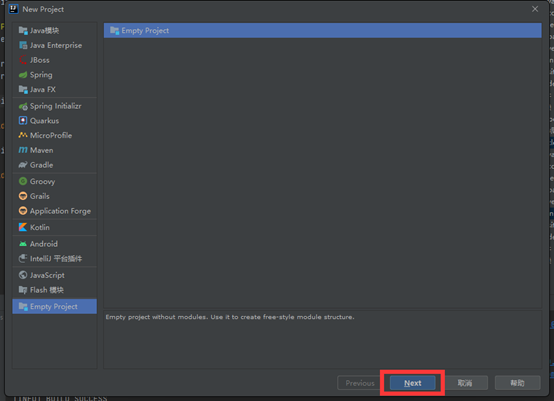 New Project
Java模块
Java Enterprise
JBoss
Spring
Java FX
Spring Initializr
Quarkus
MicroProfile
Maven
Gradle
Groovy
Grails
Application Forge
Kotlin
Android
IntelliJ 平台插件
JavaScript
Flash 模块
Empty Project
Empty Project
Empty project without modules. Use it to create free-style module structure.
Previous
Next
取消
帮助
[INFO] BUILD SUCCESS